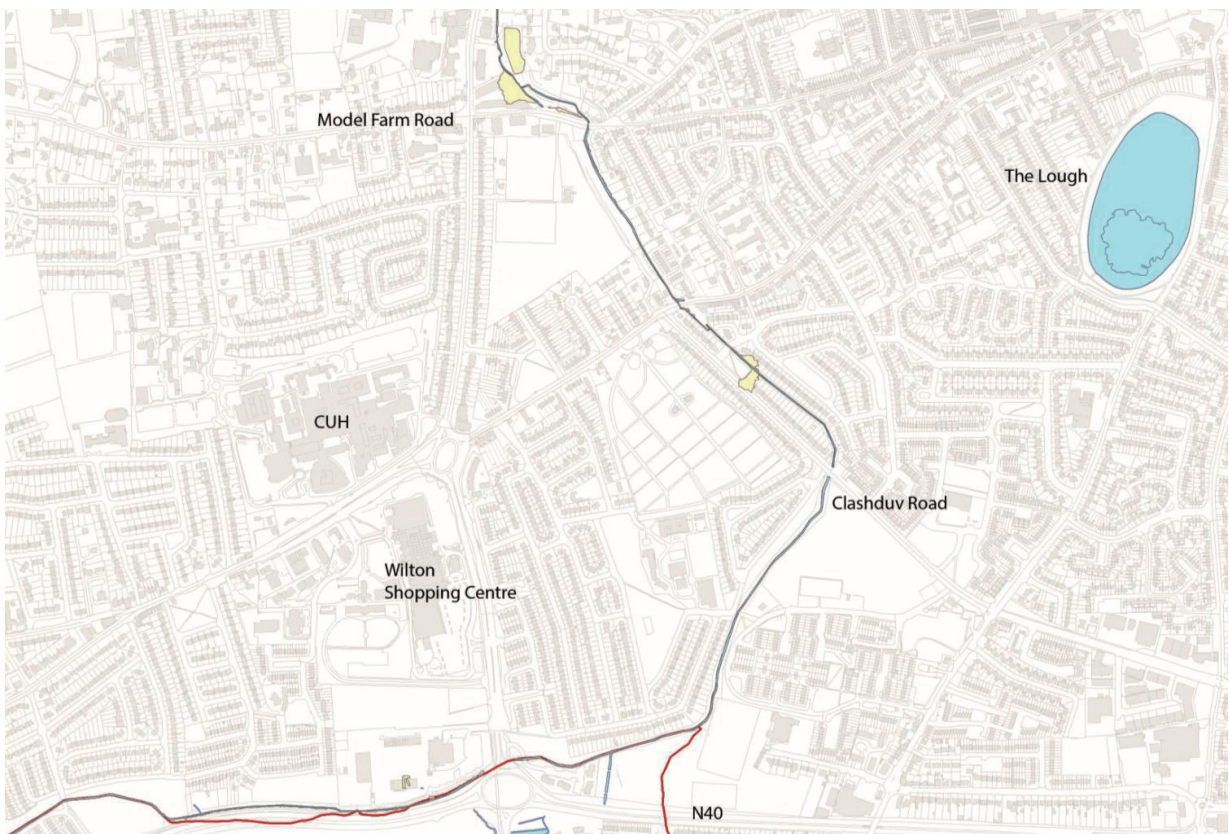 Model Farm Road
The Lough
CUH
Clashduv Road
Wilton
Shopping Centre
N40